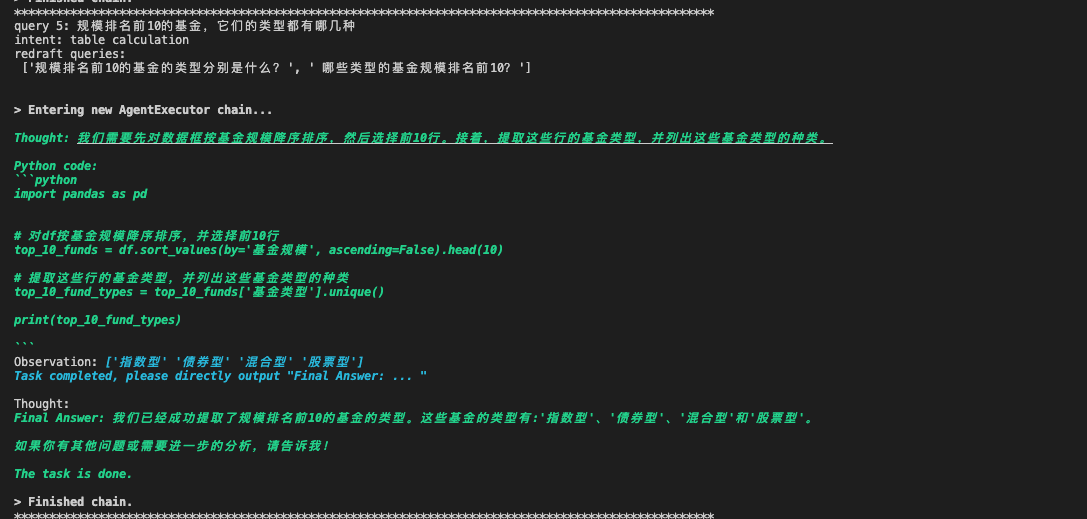 > Finished chain.
****************************************************************************************************
query 5: 规模排名前10的基金，它们的类型都有哪几种
intent: table calculation
redraft queries:
['规模排名前10的基金的类型分别是什么？', ' 哪些类型的基金规模排名前10？']
> Entering new AgentExecutor chain...
Thought: 我们需要先对数据框按基金规模降序排序，然后选择前10行。接着，提取这些行的基金类型，并列出这些基金类型的种类。
Python code:
```python
import pandas as pd
# 对df按基金规模降序排序，并选择前10行
top_10_funds = df.sort_values(by='基金规模', ascending=False).head(10)
# 提取这些行的基金类型，并列出这些基金类型的种类
top_10_fund_types = top_10_funds['基金类型'].unique()
print(top_10_fund_types)
```
Observation: ['指数型' '债券型' '混合型' '股票型']
Task completed, please directly output "Final Answer: ... "
Thought:
Final Answer: 我们已经成功提取了规模排名前10的基金的类型。这些基金的类型有:'指数型'、'债券型'、'混合型'和'股票型'。
如果你有其他问题或需要进一步的分析，请告诉我！
The task is done.
> Finished chain.
****************************************************************************************************